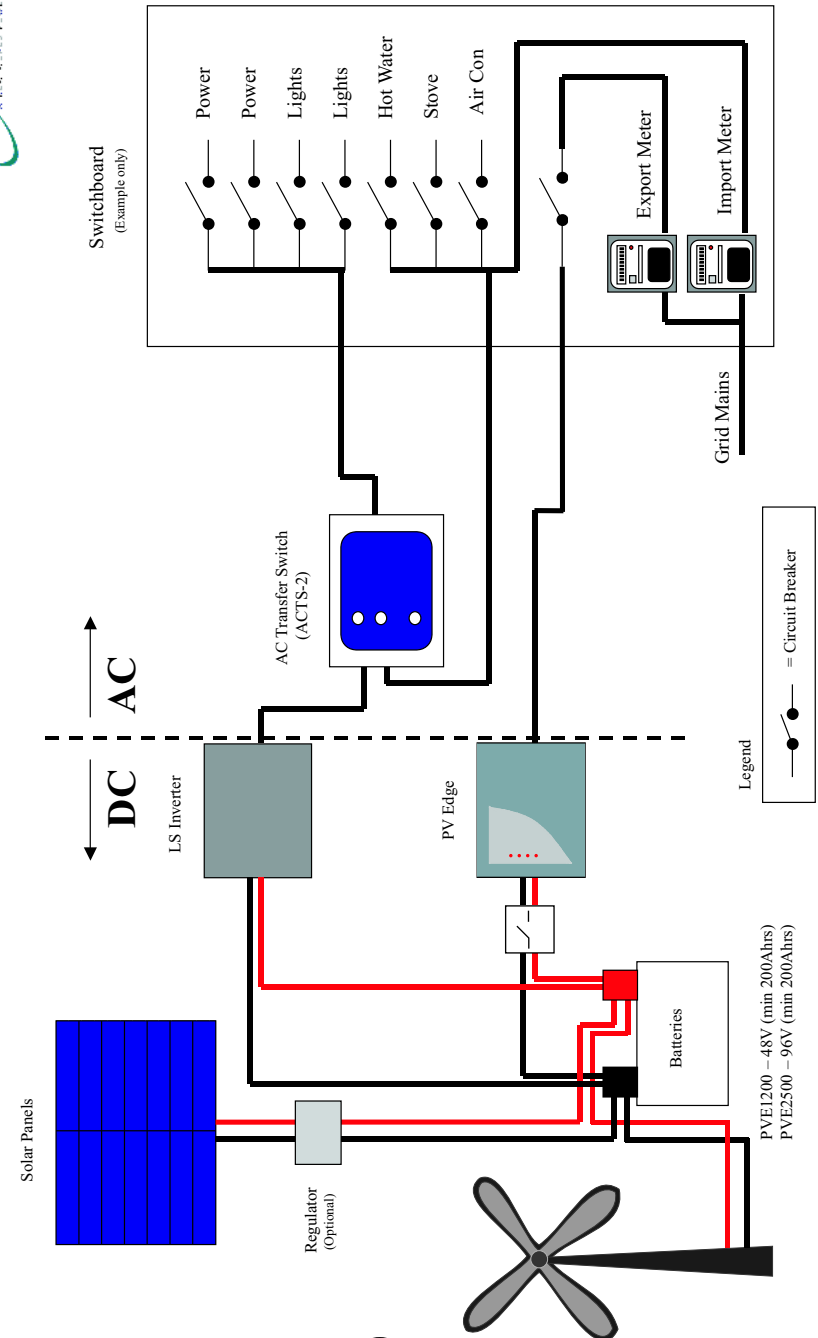 Switchboard
(Example only)
Power
Power
Lights
Lights
Hot Water
Stove
Air Con
Export Meter
Import Meter
Grid Mains
AC Transfer Switch
(ACTS-2)
DC
AC
LS Inverter
PV Edge
Legend
= Circuit Breaker
Solar Panels
Regulator
(Optional)
Batteries
PVE1200 – 48V (min 200Ahrs)
PVE2500 – 96V (min 200Ahrs)